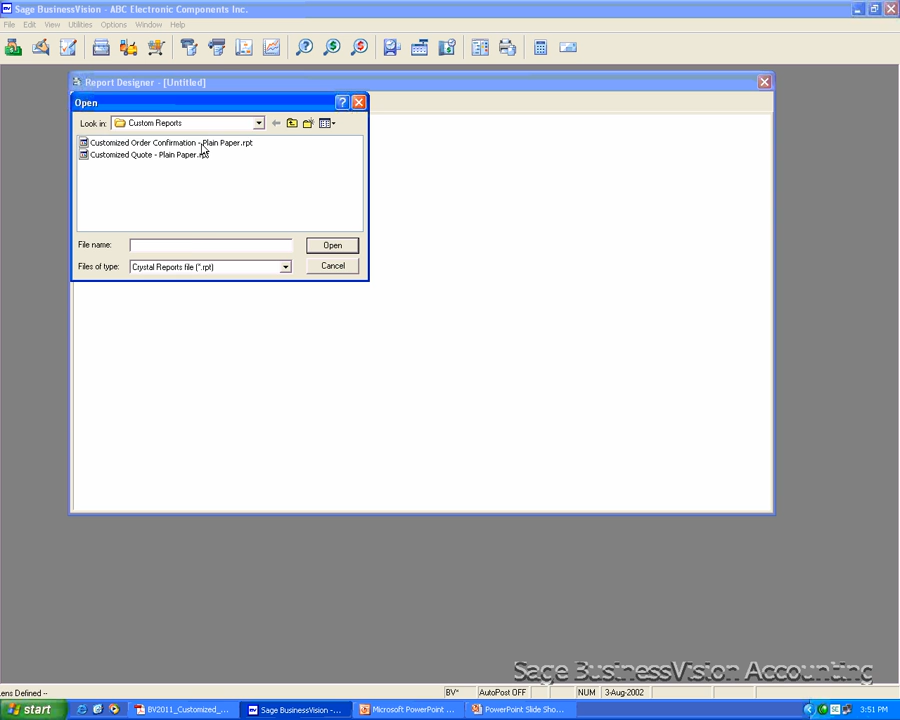 Sage BusinessVision - ABC Electronic Components Inc.
File Edit View Utilities Options Window Help
Report Designer - [Untitled]
Open
Look in: Custom Reports
Customized Order Confirmation - Plain Paper.rpt
Customized Quote - Plain Paper.rpt
File name: Open
Files of type: Crystal Reports file (*.rpt) Cancel
Sage BusinessVision Accounting
ens Defined -- BV* AutoPost OFF NUM 3-Aug-2002
start BV2011_Customized_... Sage BusinessVision -... Microsoft PowerPoint ... PowerPoint Slide Sho... 3:51 PM